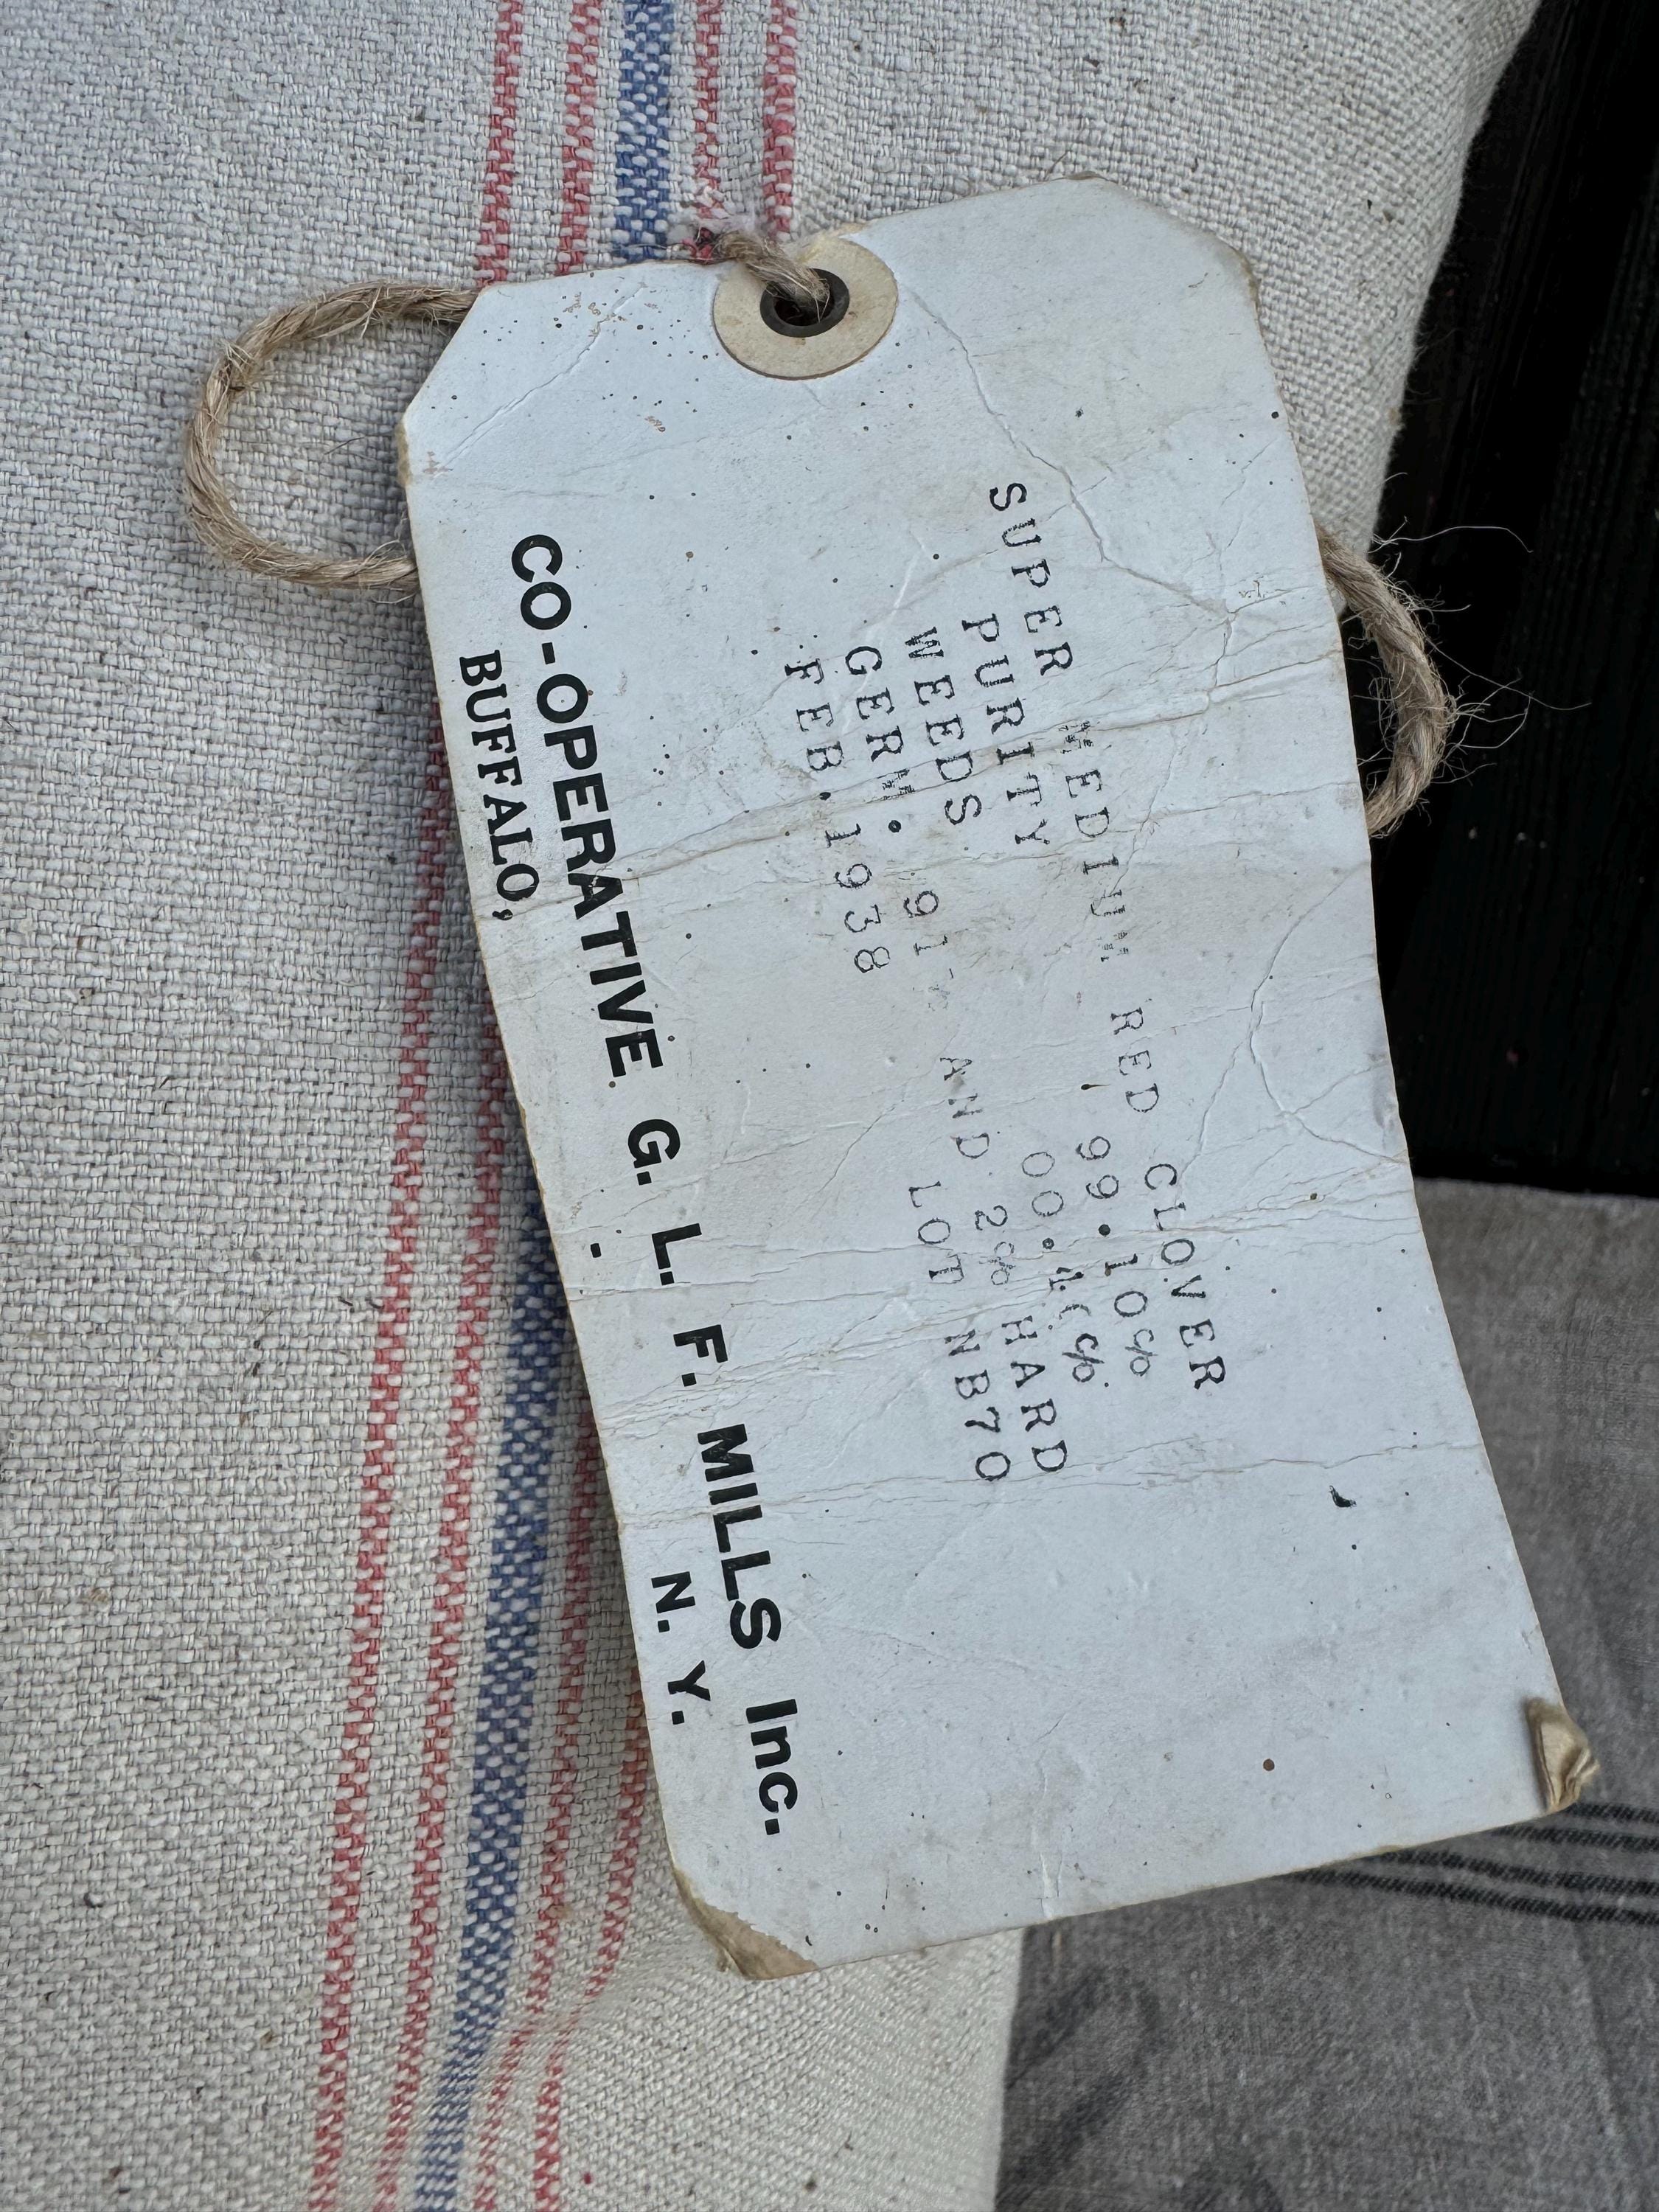 SUPER MEDIUM RED CLOVER
PURITY 99.10%
WEEDS 00.10%
GERM. 91% AND 2% HARD
FEB.1938 LOT NB70
CO-OPERATIVE G. L. F. MILLS Inc.
BUFFALO, N. Y.